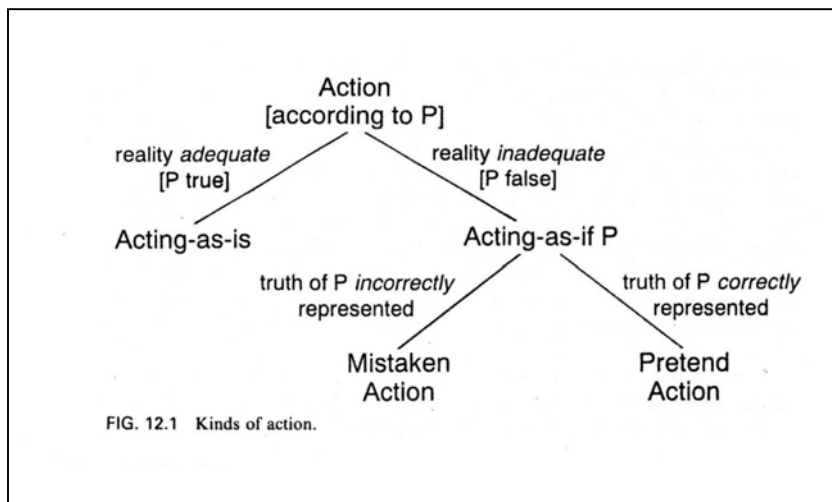 Action
[according to P]
reality adequate
[P true]
reality inadequate
[P false]
Acting-as-is
Acting-as-if P
truth of P incorrectly
represented
truth of P correctly
represented
Mistaken
Action
Pretend
Action
FIG. 12.1 Kinds of action.